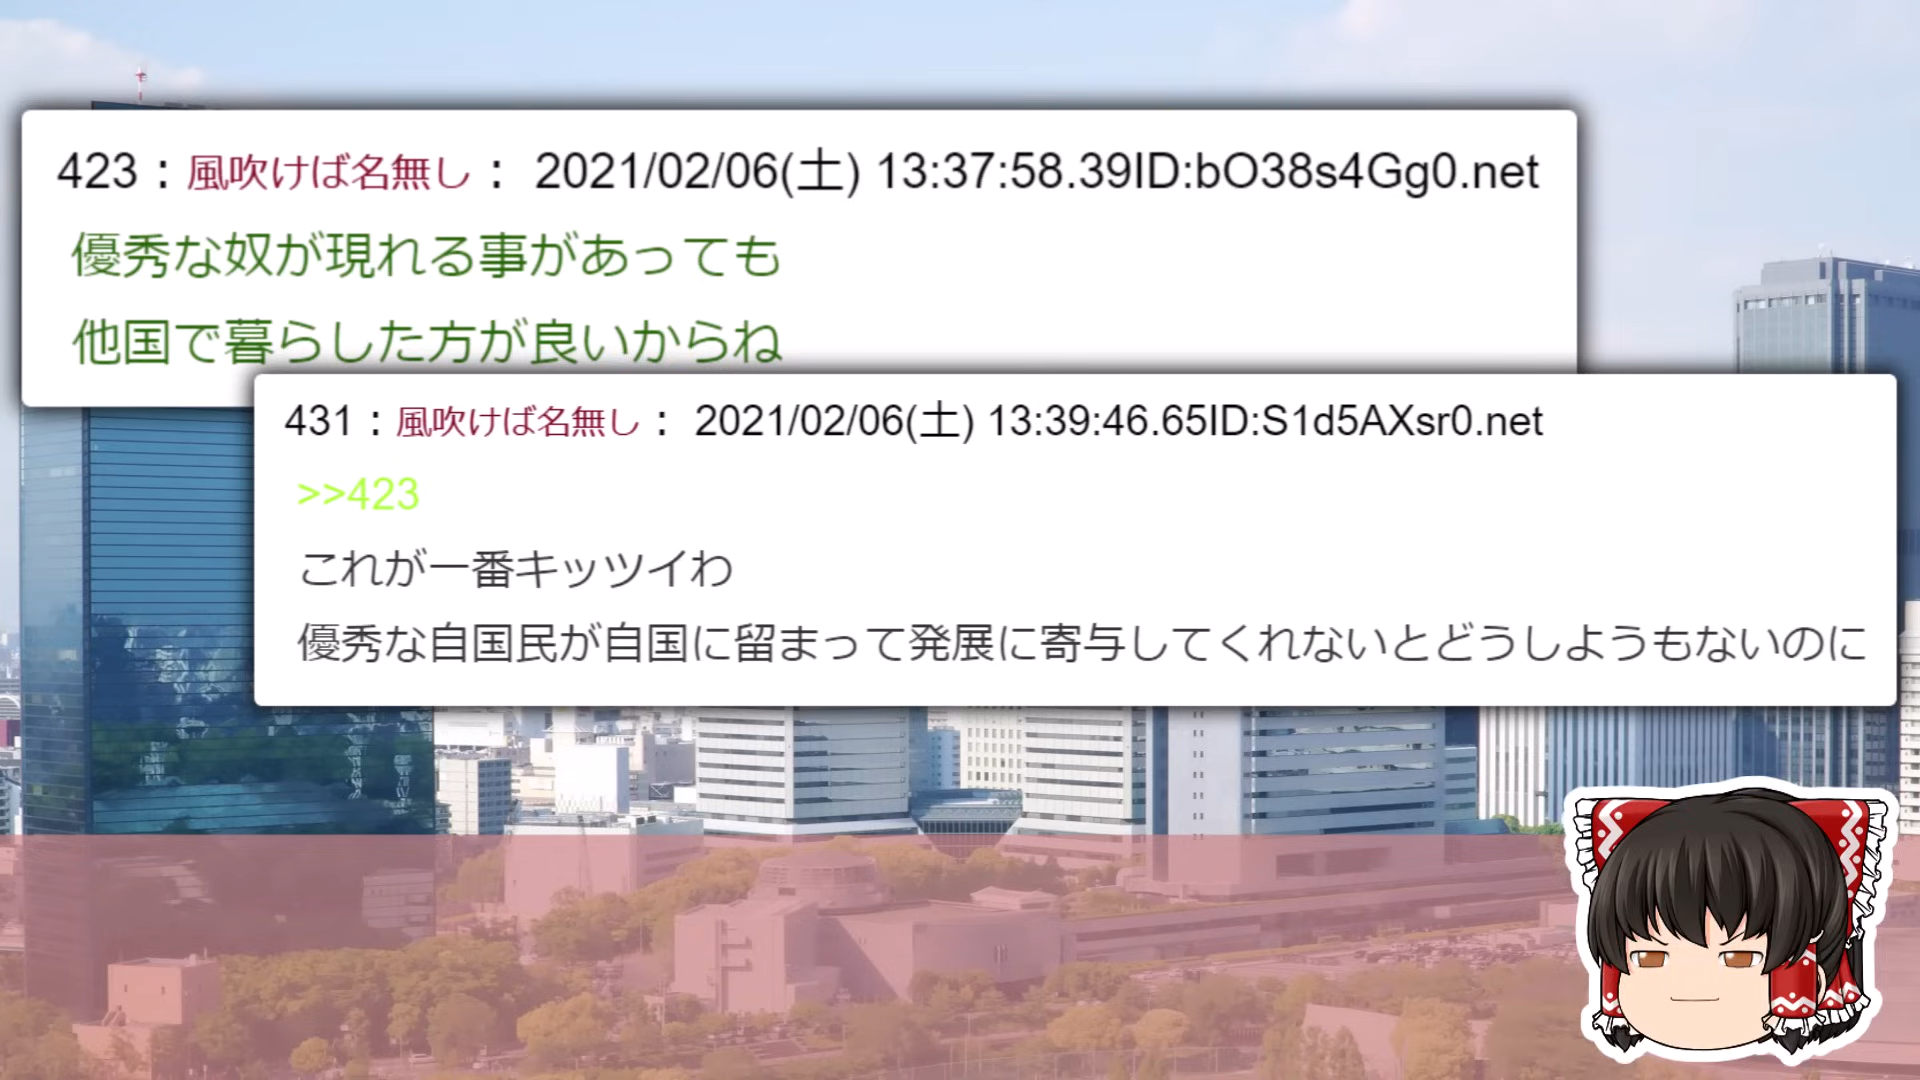 423：風吹けば名無し： 2021/02/06(土) 13:37:58.39ID:bO38s4Gg0.net
優秀な奴が現れる事があっても
他国で暮らした方が良いからね
431：風吹けば名無し： 2021/02/06(土) 13:39:46.65ID:S1d5AXsr0.net
>>423
これが一番キッツイわ
優秀な自国民が自国に留まって発展に寄与してくれないとどうしようもないのに